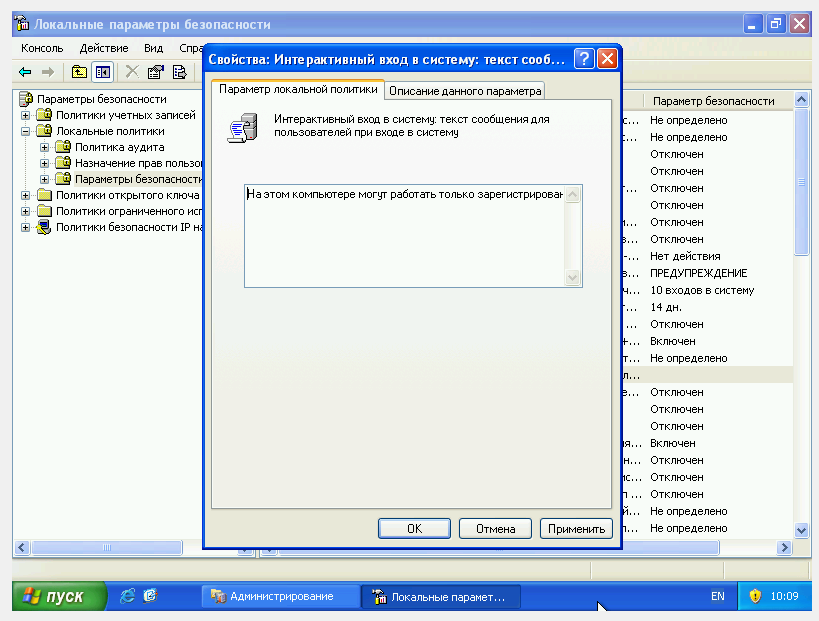 Локальные параметры безопасности
Консоль Действие Вид Спра
Свойства: Интерактивный вход в систему: текст сооб...
Параметр локальной политики
Описание данного параметра
Интерактивный вход в систему: текст сообщения для
пользователей при входе в систему
На этом компьютере могут работать только зарегистрирован
OK
Отмена
Применить
Параметры безопасности
Политики учетных записей
Локальные политики
Политика аудита
Назначение прав пользо
Параметры безопасности
Политики открытого ключа
Политики ограниченного исп
Политики безопасности IP на
Параметр безопасности
с... Не определено
с... Не определено
Отключен
Отключен
т... Отключен
Отключен
и... Отключен
в... Отключен
-... Нет действия
в... ПРЕДУПРЕЖДЕНИЕ
ч... 10 входов в систему
т... 14 дн.
... Отключен
+... Включен
т... Не определено
л...
е... Отключен
Отключен
Отключен
ля... Включен
н... Отключен
ис... Отключен
п ... Отключен
й... Не определено
п... Не определено
пуск
Администрирование
Локальные парамет...
EN
10:09